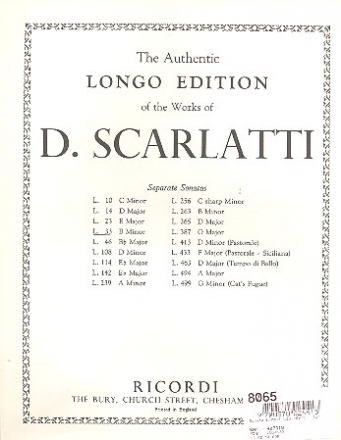 The Authentic
LONGO EDITION
of the Works of
D. SCARLATTI
Separate Sonatas
L. 10 C Minor
L. 14 D Major
L. 23 E Major
L. 33 B Minor
L. 46 B♭ Major
L. 108 D Minor
L. 114 E♭ Major
L. 142 E♭ Major
L. 239 A Minor
L. 256 C sharp Minor
L. 263 B Minor
L. 265 D Major
L. 387 G Major
L. 413 D Minor (Pastorale)
L. 433 F Major (Pastorale - Siciliana)
L. 463 D Major (Tempo di Ballo)
L. 494 A Major
L. 499 G Minor (Cat's Fugue)
RICORDI
THE BURY, CHURCH STREET, CHESHAM
Printed in England
8065